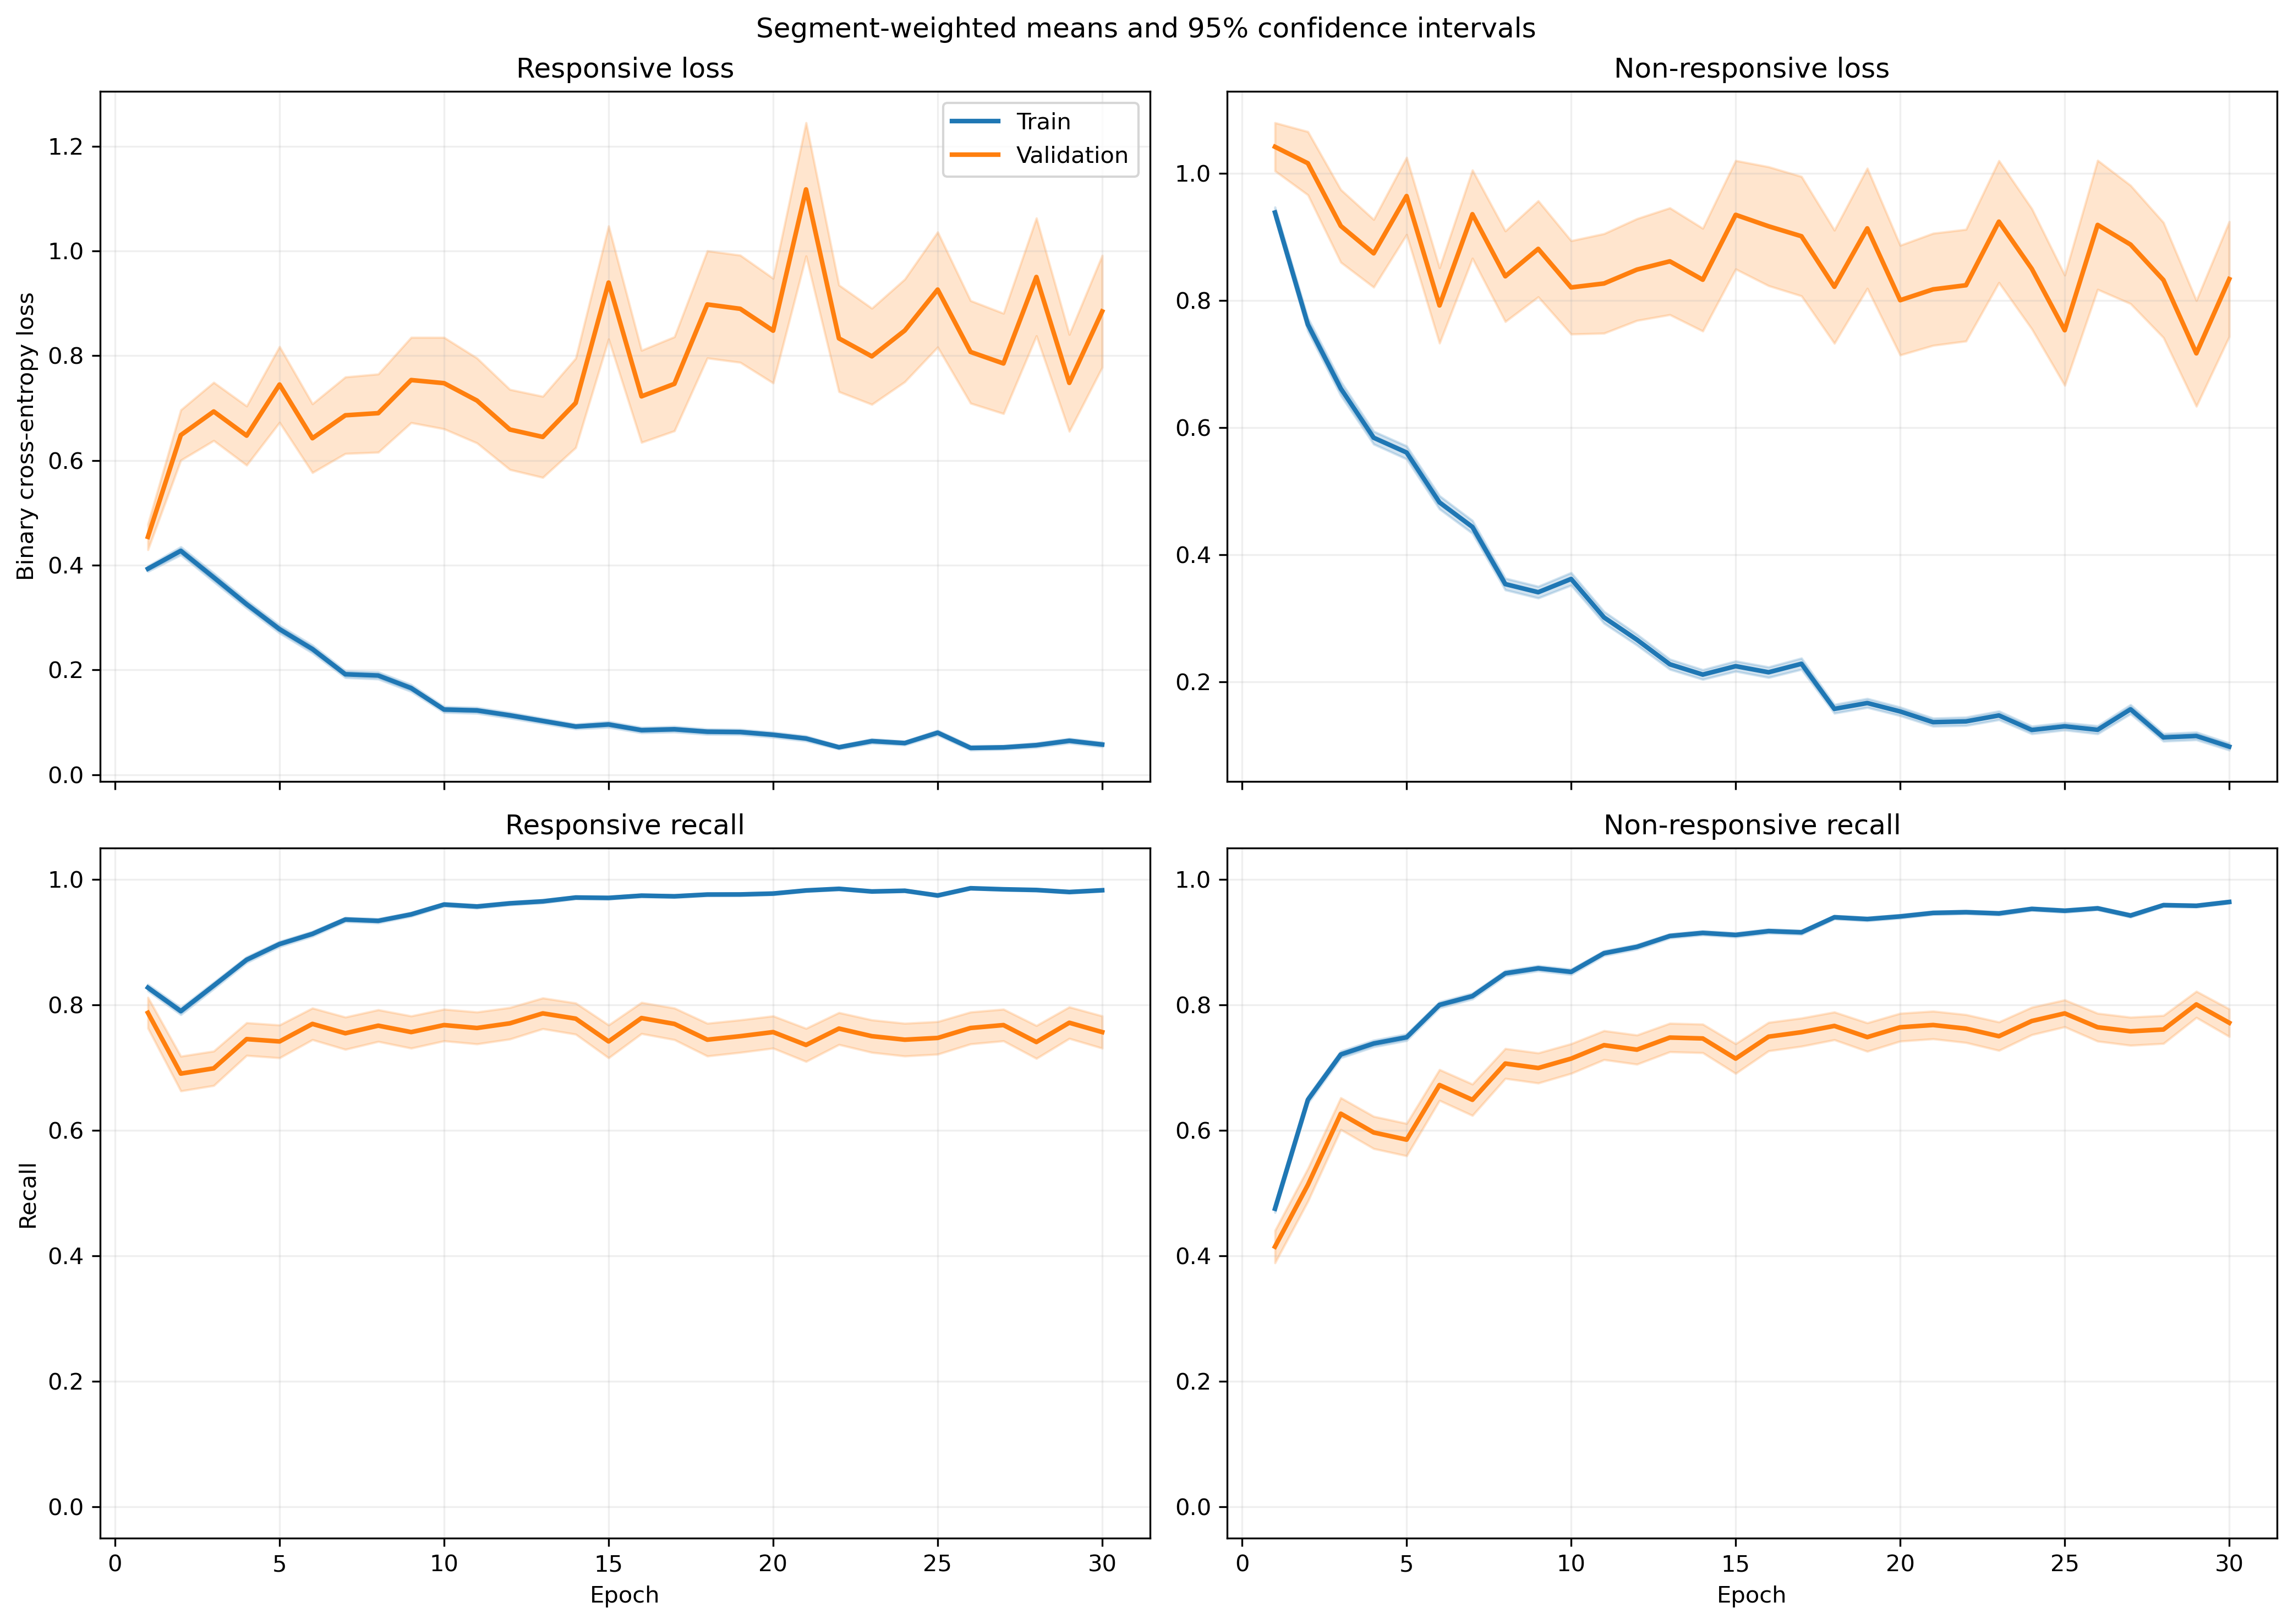 Segment-weighted means and 95% confidence intervals
Responsive loss
Non-responsive loss
Train
Validation
Binary cross-entropy loss
1.2
1.0
0.8
0.6
0.4
0.2
0.0
1.0
0.8
0.6
0.4
0.2
Responsive recall
Non-responsive recall
Recall
1.0
0.8
0.6
0.4
0.2
0.0
1.0
0.8
0.6
0.4
0.2
0.0
0 5 10 15 20 25 30
0 5 10 15 20 25 30
Epoch
Epoch